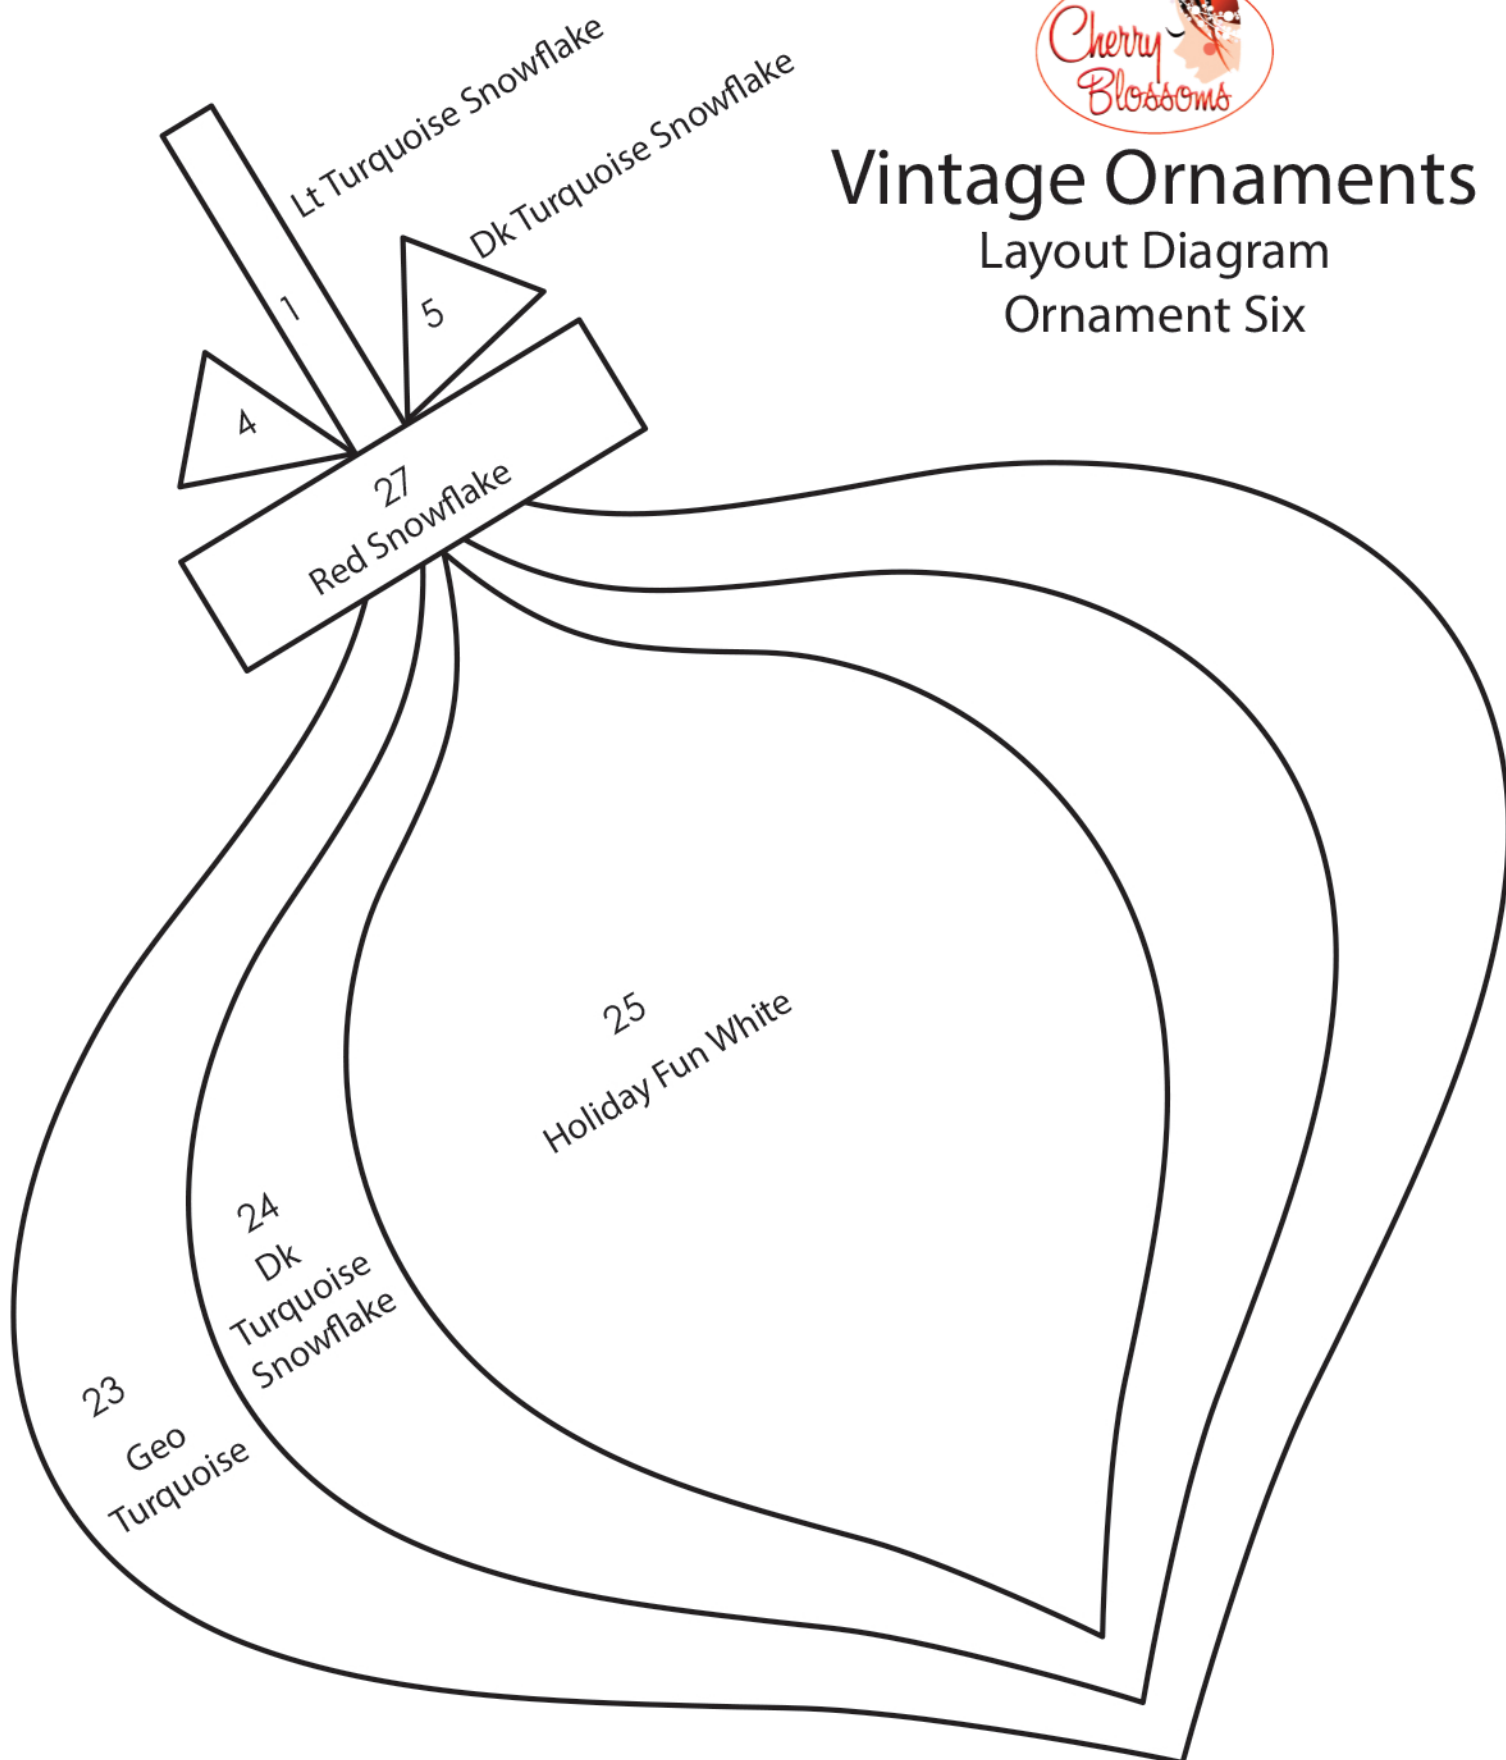 Cherry
Blossoms
Vintage Ornaments
Layout Diagram
Ornament Six
Lt Turquoise Snowflake
Dk Turquoise Snowflake
1
5
4
27
Red Snowflake
25
Holiday Fun White
24
Dk
Turquoise
Snowflake
23
Geo
Turquoise